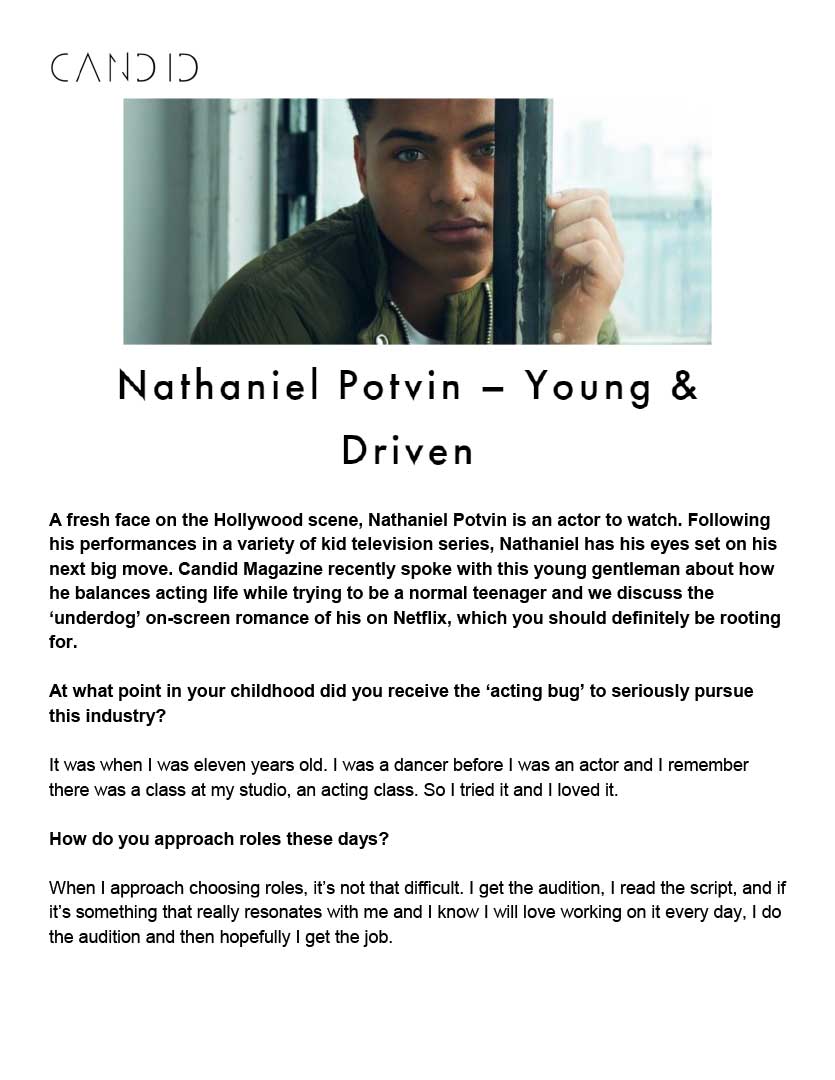 CANDID
Nathaniel Potvin – Young &
Driven
A fresh face on the Hollywood scene, Nathaniel Potvin is an actor to watch. Following
his performances in a variety of kid television series, Nathaniel has his eyes set on his
next big move. Candid Magazine recently spoke with this young gentleman about how
he balances acting life while trying to be a normal teenager and we discuss the
‘underdog’ on-screen romance of his on Netflix, which you should definitely be rooting
for.
At what point in your childhood did you receive the ‘acting bug’ to seriously pursue
this industry?
It was when I was eleven years old. I was a dancer before I was an actor and I remember
there was a class at my studio, an acting class. So I tried it and I loved it.
How do you approach roles these days?
When I approach choosing roles, it’s not that difficult. I get the audition, I read the script, and if
it’s something that really resonates with me and I know I will love working on it every day, I do
the audition and then hopefully I get the job.